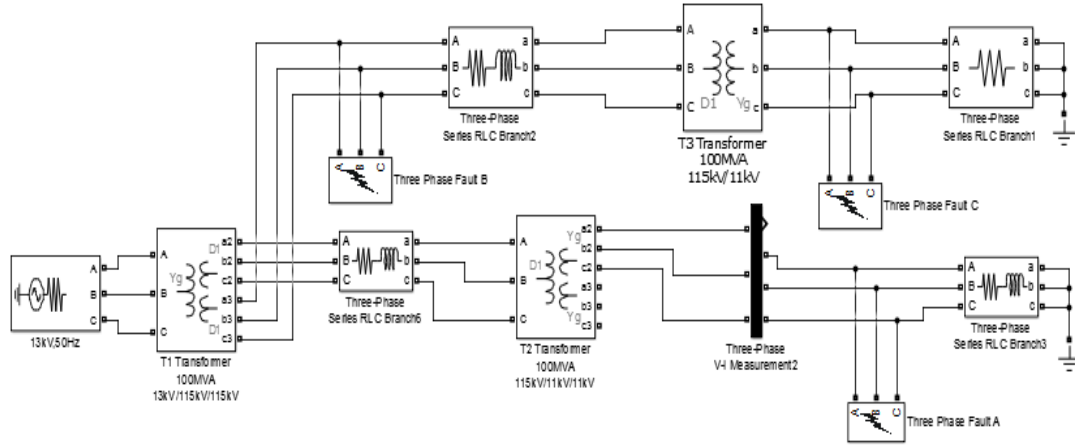 A a
B b
C c
Three-Phase
Series RLC Branch2
A a
B b
C c
D1 Yg
T3 Transformer
100MVA
115kV/11kV
A a
B b
C c
Three-Phase
Series RLC Branch1
A B C
Three Phase Fault B
A B C
Three Phase Fault C
A
B
C
13kV,50Hz
A
B
C
Yg
D1
D1
a2
b2
c2
a3
b3
c3
T1 Transformer
100MVA
13kV/115kV/115kV
A a
B b
C c
Three-Phase
Series RLC Branch6
A
B
C
D1
Yg
Yg
a2
b2
c2
a3
b3
c3
T2 Transformer
100MVA
115kV/11kV/11kV
Three-Phase
V-I Measurement2
A a
B b
C c
Three-Phase
Series RLC Branch3
A B C
Three Phase Fault A